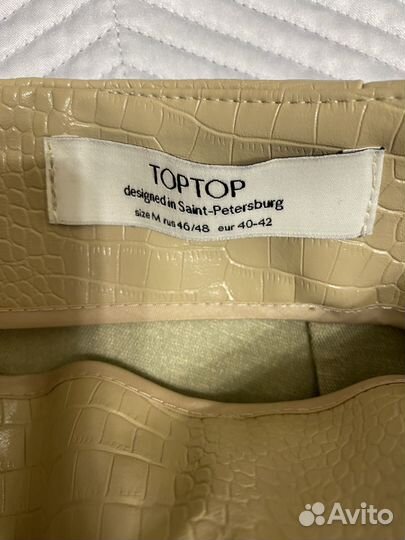 TOPTOP
designed in Saint-Petersburg
size M rus 46/48 eur 40-42
Avito